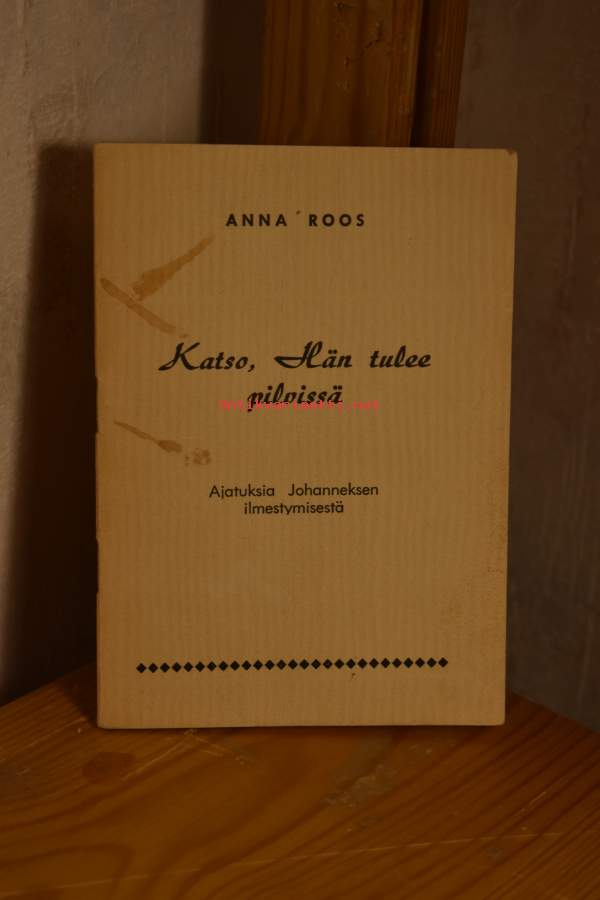 ANNA ROOS
Katso, Hän tulee
pilvissä
Ajatuksia Johanneksen
ilmestymisestä